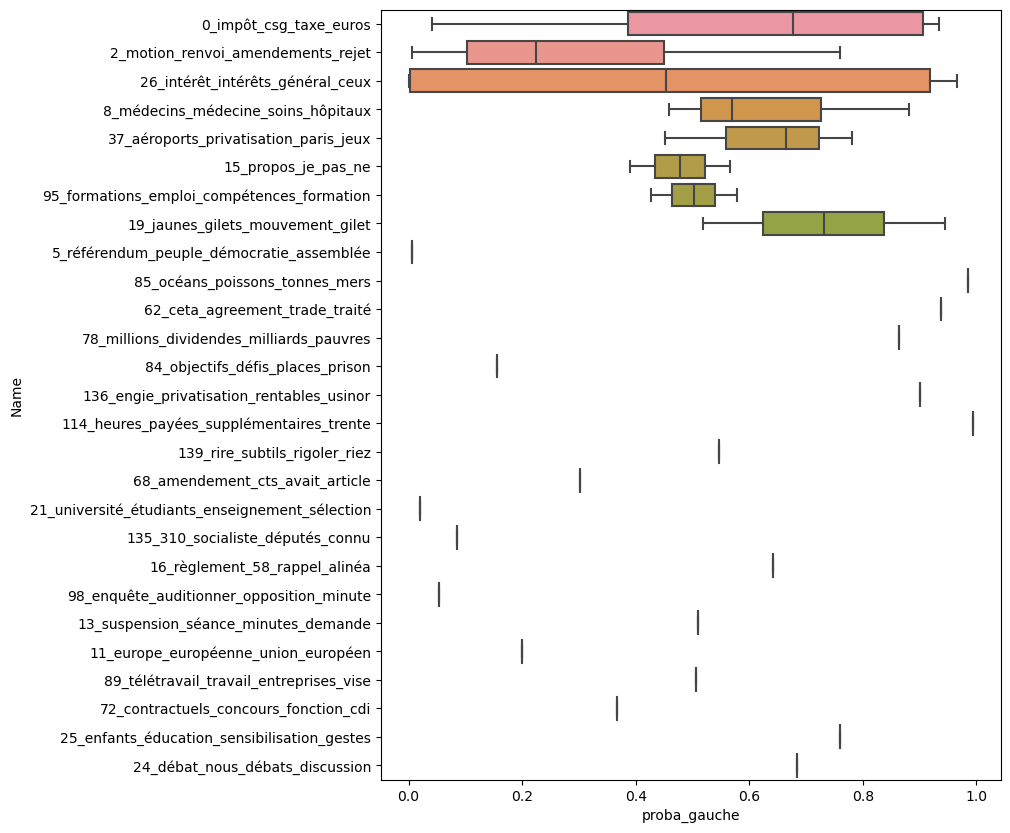 0_impôt_csg_taxe_euros
2_motion_renvoi_amendements_rejet
26_intérêt_intérêts_général_ceux
8_médecins_médecine_soins_hôpitaux
37_aéroports_privatisation_paris_jeux
15_propos_je_pas_ne
95_formations_emploi_compétences_formation
19_jaunes_gilets_mouvement_gilet
5_référendum_peuple_démocratie_assemblée
85_océans_poissons_tonnes_mers
62_ceta_agreement_trade_traité
78_millions_dividendes_milliards_pauvres
84_objectifs_défis_places_prison
136_engie_privatisation_rentables_usinor
114_heures_payées_supplémentaires_trente
139_rire_subtils_rigoler_riez
68_amendement_cts_avait_article
21_université_étudiants_enseignement_sélection
135_310_socialiste_députés_connu
16_règlement_58_rappel_alinéa
98_enquête_auditionner_opposition_minute
13_suspension_séance_minutes_demande
11_europe_européenne_union_européen
89_télétravail_travail_entreprises_vise
72_contractuels_concours_fonction_cdi
25_enfants_éducation_sensibilisation_gestes
24_débat_nous_débats_discussion
Name
0.0 0.2 0.4 0.6 0.8 1.0
proba_gauche